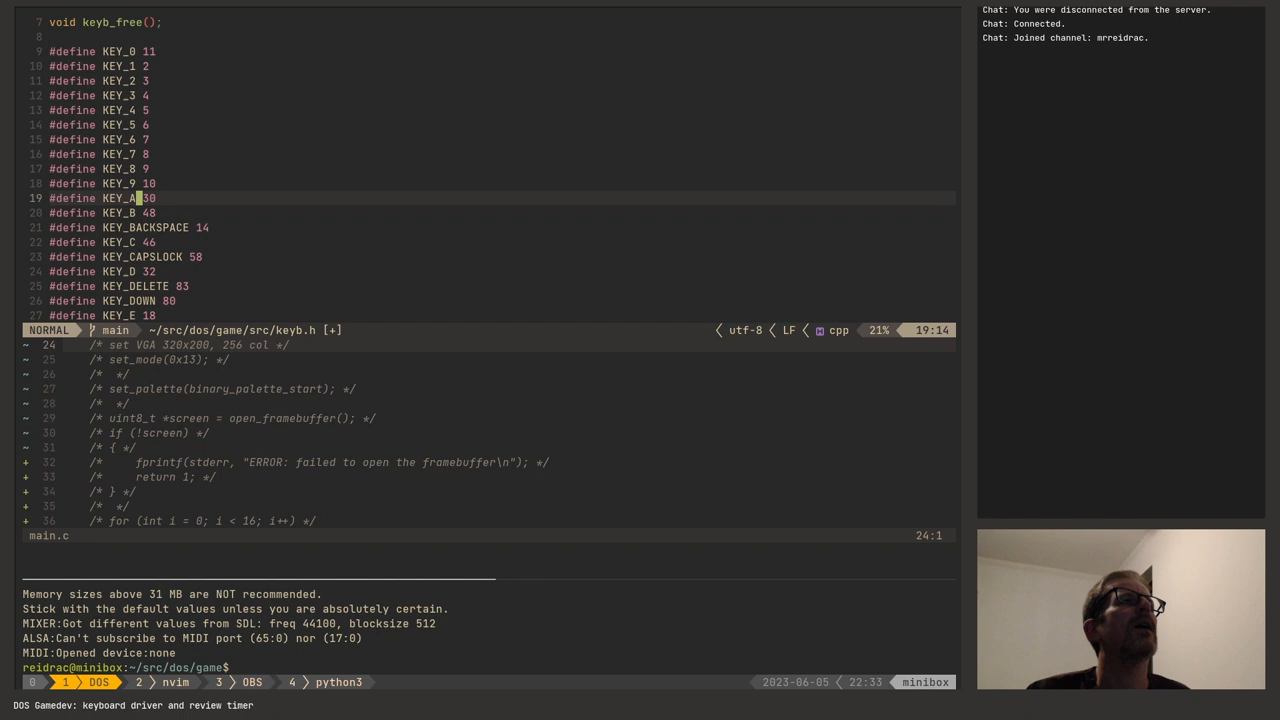 7 void keyb_free();
8
9 #define KEY_0 11
10 #define KEY_1 2
11 #define KEY_2 3
12 #define KEY_3 4
13 #define KEY_4 5
14 #define KEY_5 6
15 #define KEY_6 7
16 #define KEY_7 8
17 #define KEY_8 9
18 #define KEY_9 10
19 #define KEY_A 30
20 #define KEY_B 48
21 #define KEY_BACKSPACE 14
22 #define KEY_C 46
23 #define KEY_CAPSLOCK 58
24 #define KEY_D 32
25 #define KEY_DELETE 83
26 #define KEY_DOWN 80
27 #define KEY_E 18
NORMAL main ~/src/dos/game/src/keyb.h [+] utf-8 LF cpp 21% 19:14
~ 24 /* set VGA 320x200, 256 col */
~ 25 /* set_mode(0x13); */
~ 26 /*  */
~ 27 /* set_palette(binary_palette_start); */
~ 28 /*  */
~ 29 /* uint8_t *screen = open_framebuffer(); */
~ 30 /* if (!screen) */
~ 31 /* { */
+ 32 /*     fprintf(stderr, "ERROR: failed to open the framebuffer\n"); */
+ 33 /*     return 1; */
+ 34 /* } */
+ 35 /*  */
+ 36 /* for (int i = 0; i < 16; i++) */
main.c 24:1
Memory sizes above 31 MB are NOT recommended.
Stick with the default values unless you are absolutely certain.
MIXER:Got different values from SDL: freq 44100, blocksize 512
ALSA:Can't subscribe to MIDI port (65:0) nor (17:0)
MIDI:Opened device:none
reidrac@minibox:~/src/dos/game$
0 1 DOS 2 nvim 3 OBS 4 python3 2023-06-05 22:33 minibox
DOS Gamedev: keyboard driver and review timer
Chat: You were disconnected from the server.
Chat: Connected.
Chat: Joined channel: mrreidrac.